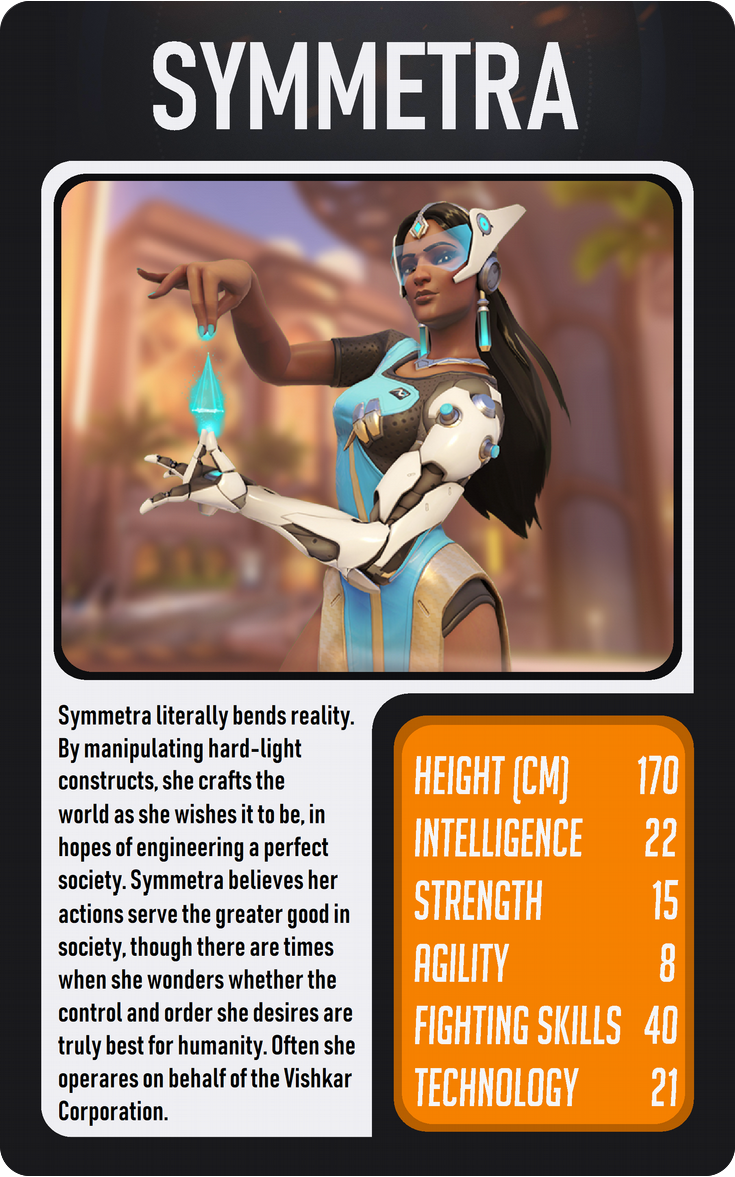 SYMMETRA
Symmetra literally bends reality.
By manipulating hard-light
constructs, she crafts the
world as she wishes it to be, in
hopes of engineering a perfect
society. Symmetra believes her
actions serve the greater good in
society, though there are times
when she wonders whether the
control and order she desires are
truly best for humanity. Often she
operares on behalf of the Vishkar
Corporation.
HEIGHT (CM) 170
INTELLIGENCE 22
STRENGTH 15
AGILITY 8
FIGHTING SKILLS 40
TECHNOLOGY 21